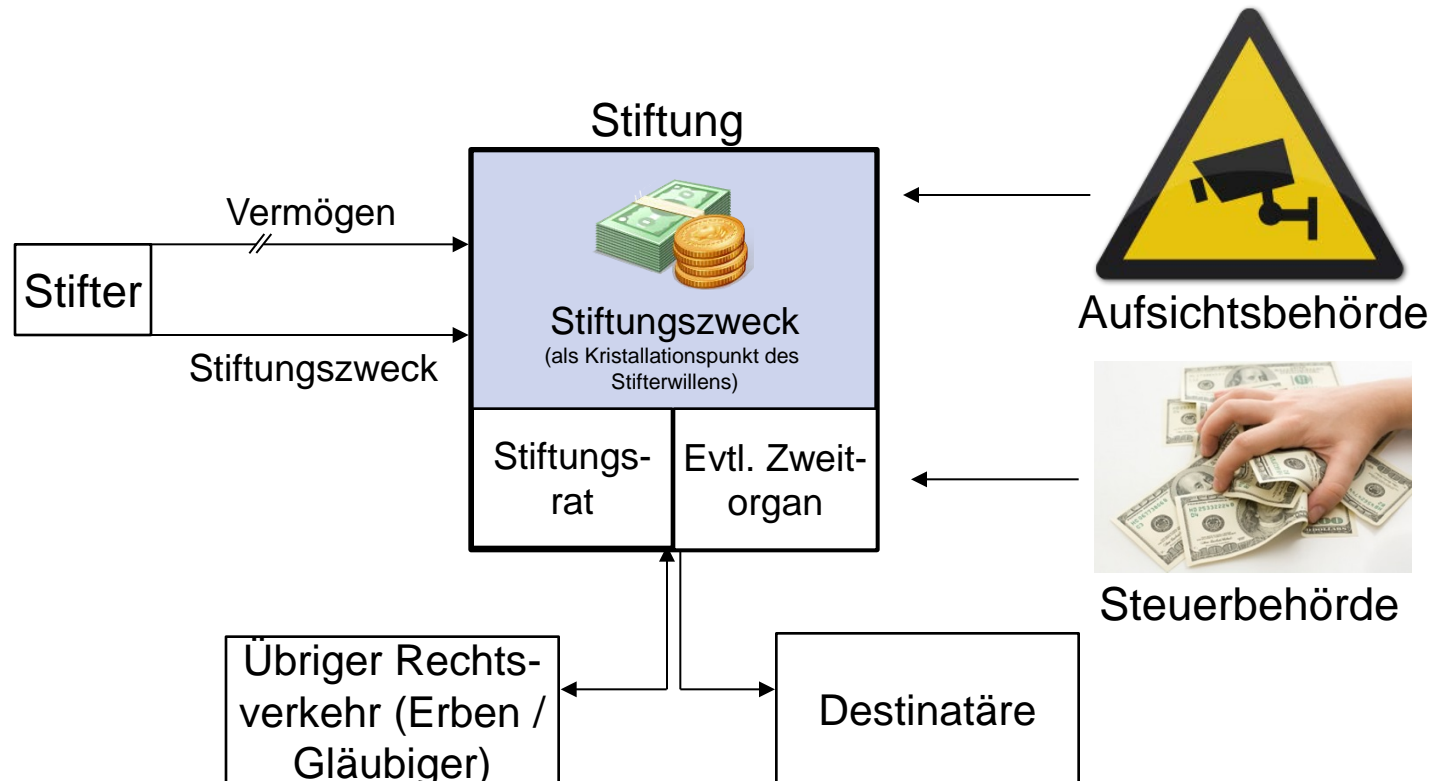 Stiftung
Vermögen
Stifter
Stiftungszweck
Stiftungszweck
(als Kristallationspunkt des
Stifterwillens)
Stiftungs-
rat
Evtl. Zweit-
organ
Aufsichtsbehörde
Steuerbehörde
Übriger Rechts-
verkehr (Erben /
Gläubiger)
Destinatäre